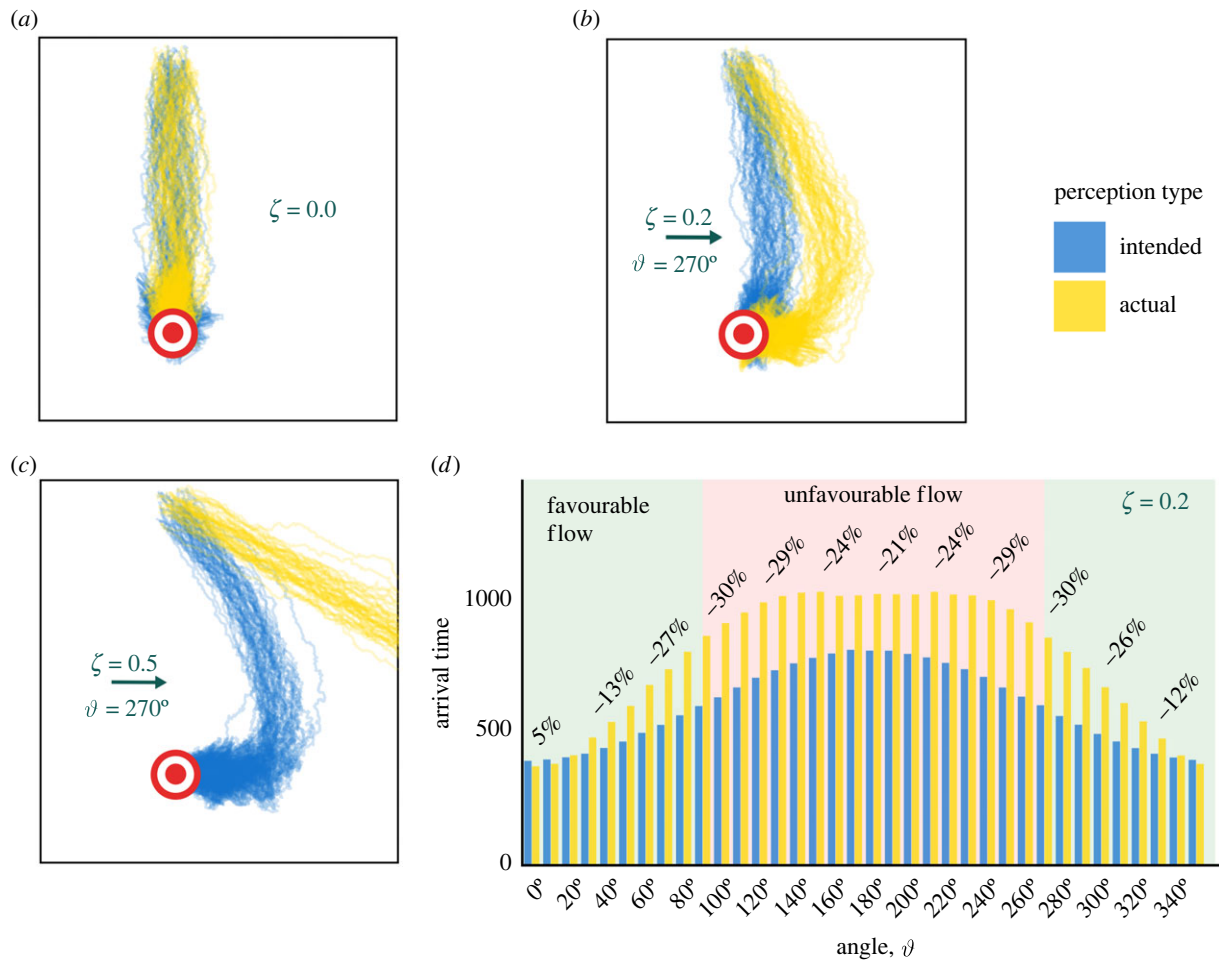 (a)
ζ = 0.0
(b)
ζ = 0.2
ϑ = 270º
perception type
intended
actual
(c)
ζ = 0.5
ϑ = 270º
(d)
favourable
flow
unfavourable flow
ζ = 0.2
5%
–13%
–27%
–30%
–29%
–24%
–21%
–24%
–29%
–30%
–26%
–12%
arrival time
1000
500
0
0º 20º 40º 60º 80º 100º 120º 140º 160º 180º 200º 220º 240º 260º 280º 300º 320º 340º
angle, ϑ